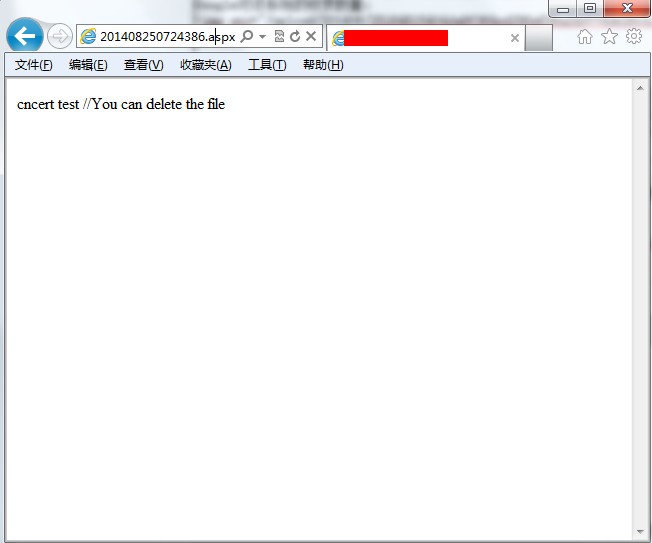 201408250724386.aspx
文件(F) 编辑(E) 查看(V) 收藏夹(A) 工具(T) 帮助(H)
cncert test //You can delete the file